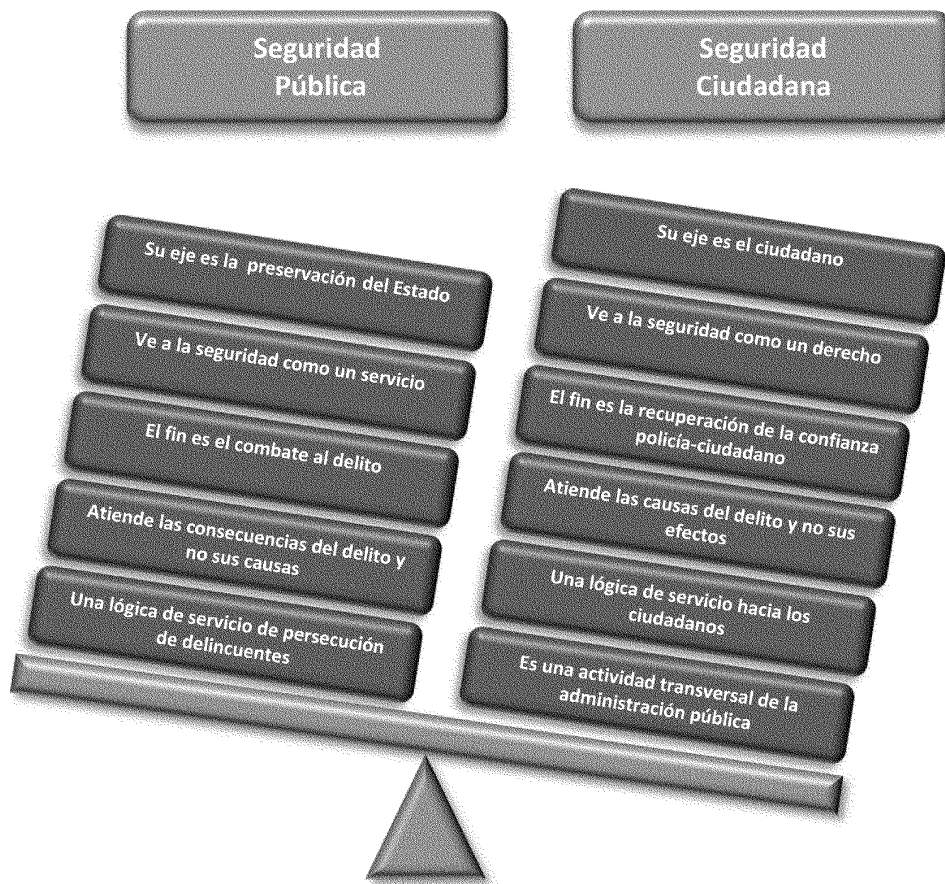 Seguridad
Pública
Seguridad
Ciudadana
Su eje es la preservación del Estado
Ve a la seguridad como un servicio
El fin es el combate al delito
Atiende las consecuencias del delito y
no sus causas
Una lógica de servicio de persecución
de delincuentes
Su eje es el ciudadano
Ve a la seguridad como un derecho
El fin es la recuperación de la confianza
policía-ciudadano
Atiende las causas del delito y no sus
efectos
Una lógica de servicio hacia los
ciudadanos
Es una actividad transversal de la
administración pública